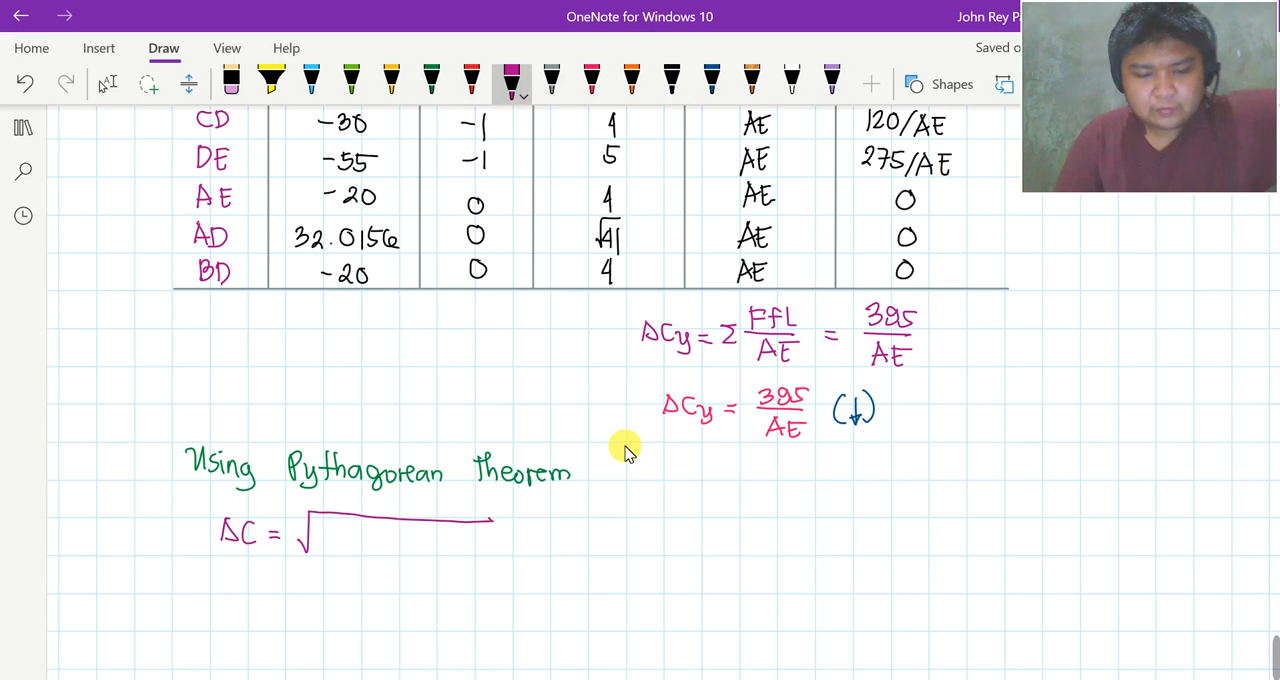 OneNote for Windows 10
John Rey P
Home Insert Draw View Help
Saved o
Shapes
CD -30 -1 4 AE 120/AE
DE -55 -1 5 AE 275/AE
AE -20 0 4 AE 0
AD 32.0156 0 √41 AE 0
BD -20 0 4 AE 0
ΔCy = Σ FfL/AE = 395/AE
ΔCy = 395/AE (↓)
Using Pythagorean Theorem
ΔC = √